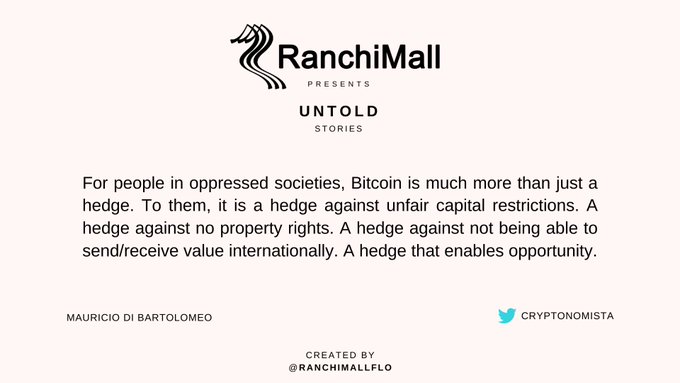 RanchiMall
PRESENTS
UNTOLD
STORIES
For people in oppressed societies, Bitcoin is much more than just a
hedge. To them, it is a hedge against unfair capital restrictions. A
hedge against no property rights. A hedge against not being able to
send/receive value internationally. A hedge that enables opportunity.
MAURICIO DI BARTOLOMEO
CRYPTONOMISTA
CREATED BY
@RANCHIMALLFLO